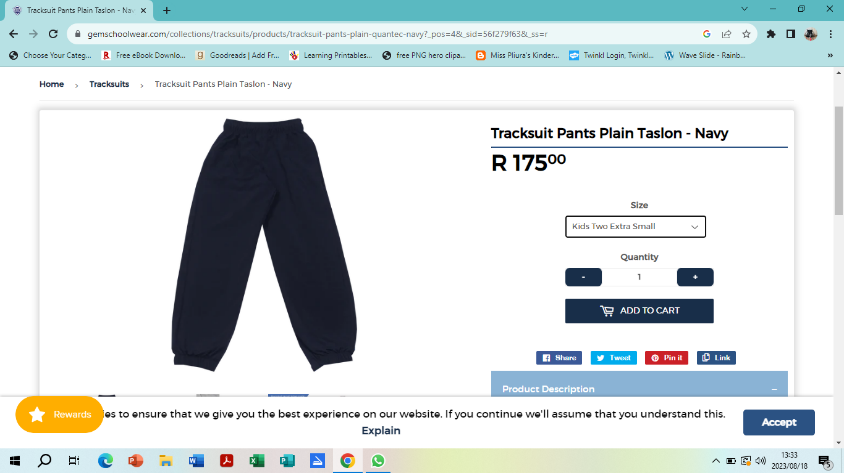 Tracksuit Pants Plain Taslon - Nav
gemschoolwear.com/collections/tracksuits/products/tracksuit-pants-plain-quantec-navy?_pos=4&_sid=56f279f63&_ss=r
Choose Your Categ... Free eBook Downlo... Goodreads | Add Fr... Learning Printables... free PNG hero clipa... Miss Pliura's Kinder... Twinkl Login, Twinkl... Wave Slide - Rainb... »
Home › Tracksuits › Tracksuit Pants Plain Taslon - Navy
Tracksuit Pants Plain Taslon - Navy
R 175⁰⁰
Size
Kids Two Extra Small
Quantity
- 1 +
ADD TO CART
Share Tweet Pin it Link
Product Description −
Rewards
ies to ensure that we give you the best experience on our website. If you continue we'll assume that you understand this.
Explain
Accept
13:33
2023/08/18
5